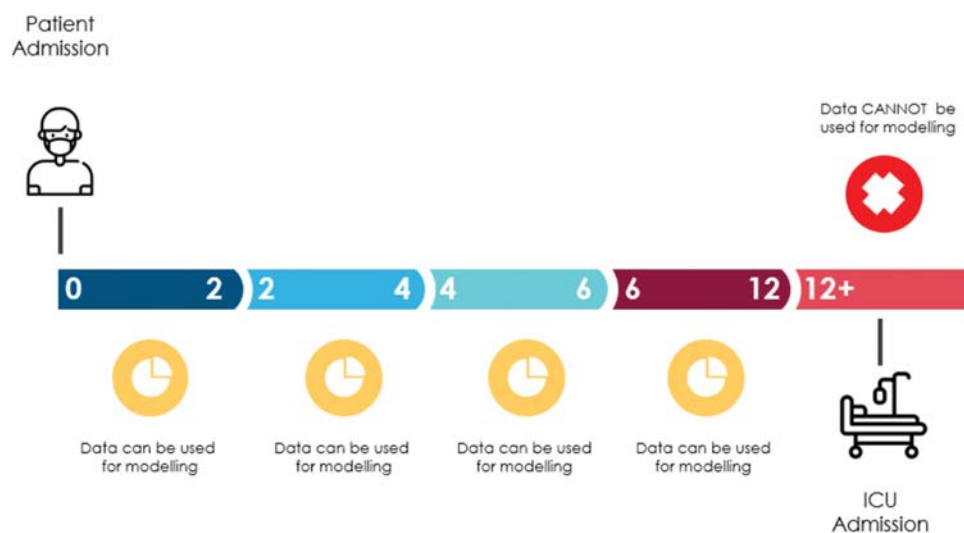 Patient
Admission
Data CANNOT be
used for modelling
0 2 2 4 4 6 6 12 12+
Data can be used
for modelling
Data can be used
for modelling
Data can be used
for modelling
Data can be used
for modelling
ICU
Admission